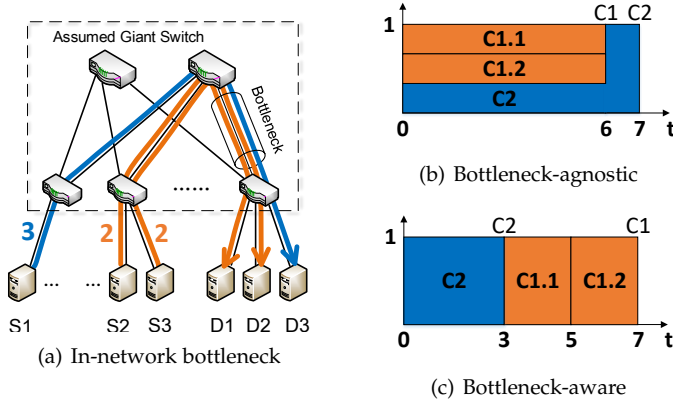 Assumed Giant Switch
Bottleneck
......
3
2
2
...
...
S1
S2
S3
D1
D2
D3
(a) In-network bottleneck
C1
C2
1
C1.1
C1.2
C2
0
6
7
t
(b) Bottleneck-agnostic
C2
C1
1
C2
C1.1
C1.2
0
3
5
7
t
(c) Bottleneck-aware